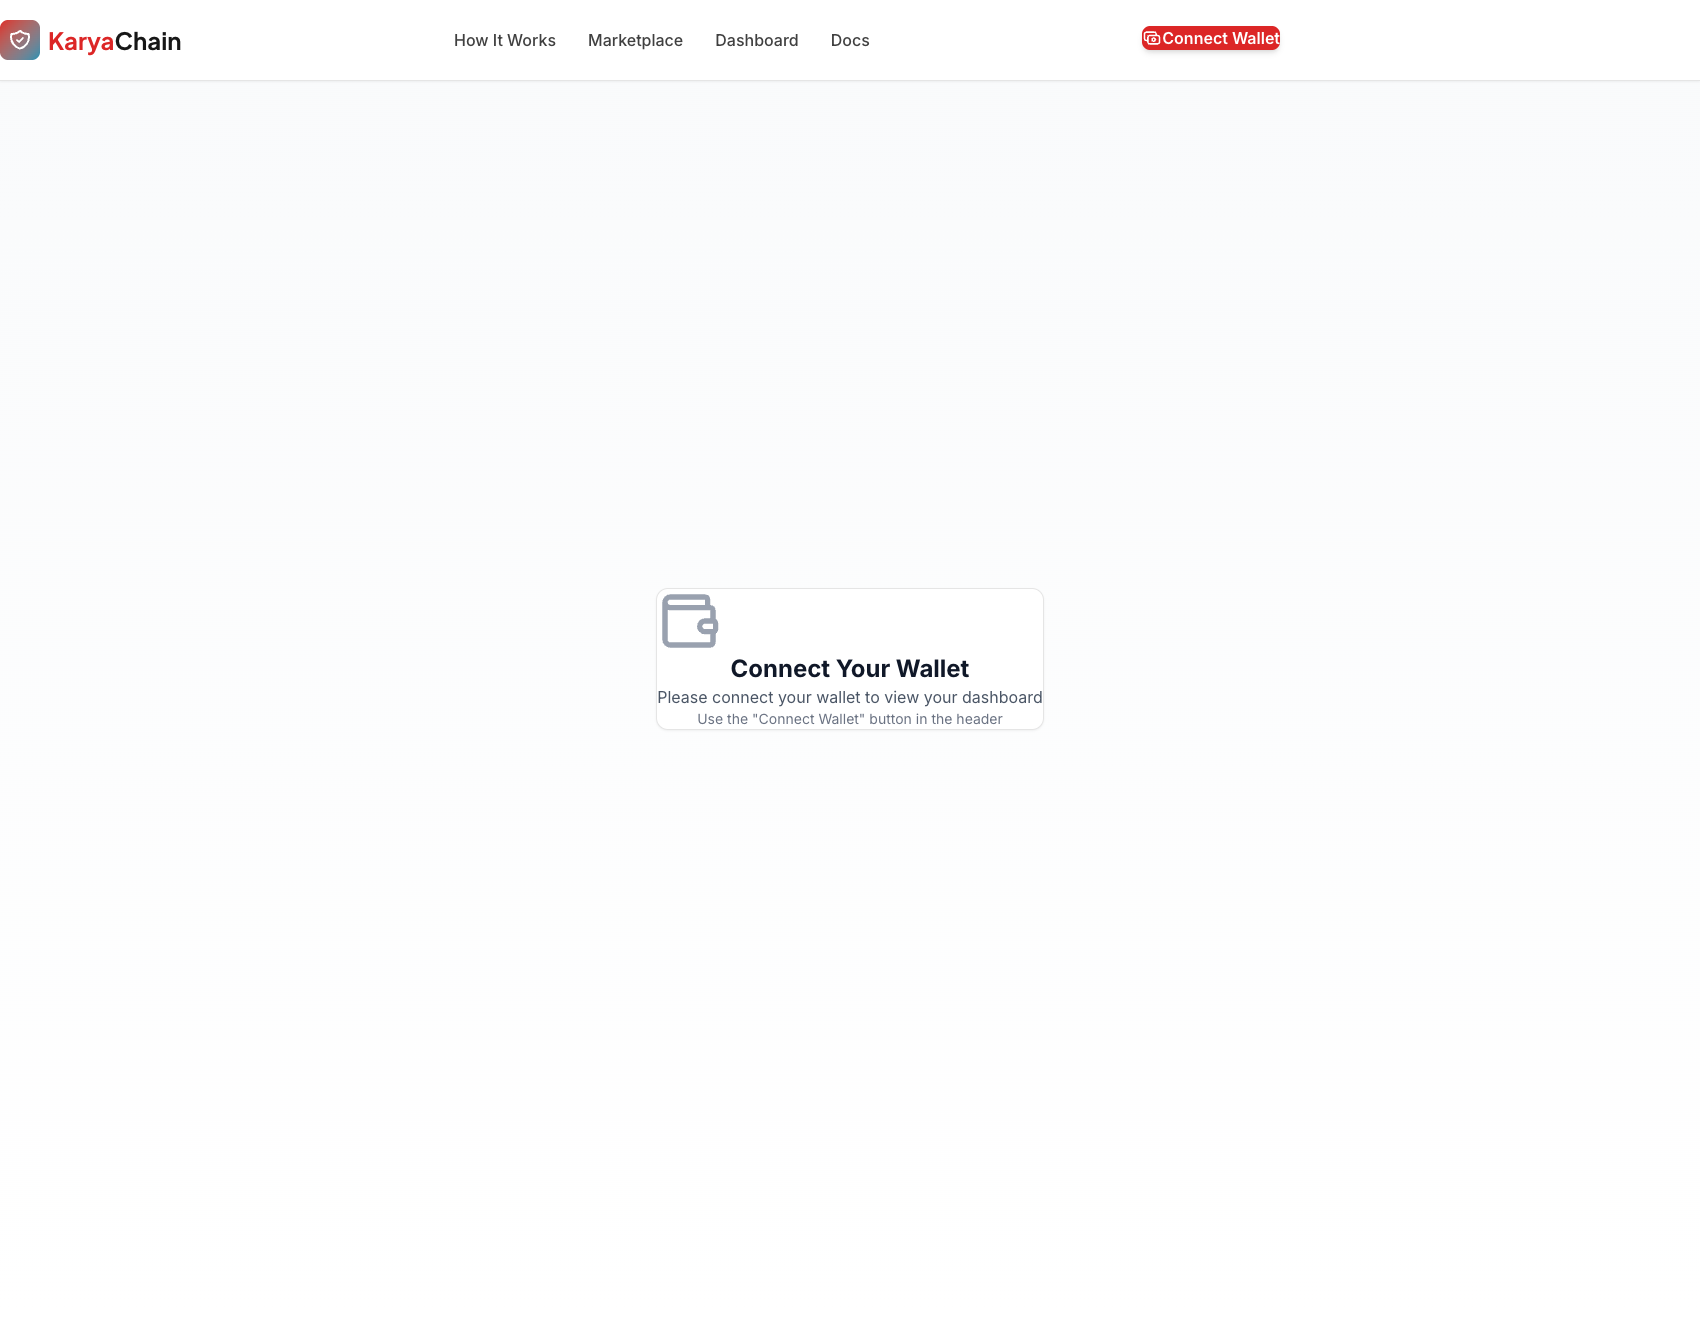 KaryaChain
How It Works
Marketplace
Dashboard
Docs
Connect Wallet
Connect Your Wallet
Please connect your wallet to view your dashboard
Use the "Connect Wallet" button in the header